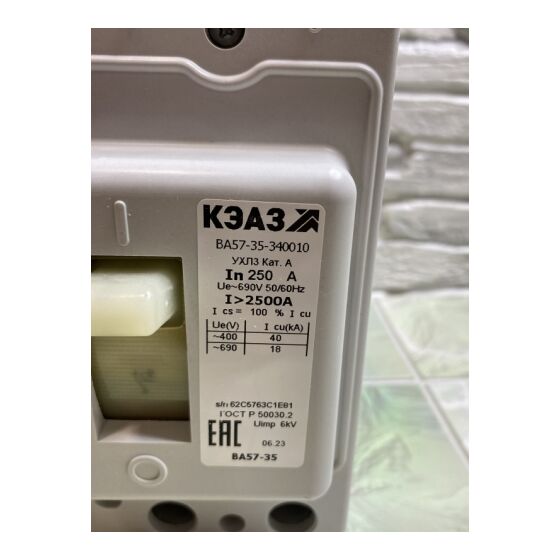 КЭАЗ
ВА57-35-340010
УХЛ3 Кат. А
In 250 А
Ue~690V 50/60Hz
I>2500A
I cs = 100 % I cu
Ue(V) I cu(kA)
~400 40
~690 18
s/n 62C5763C1E81
ГОСТ Р 50030.2
Uimp 6kV
ЕАС
06.23
ВА57-35